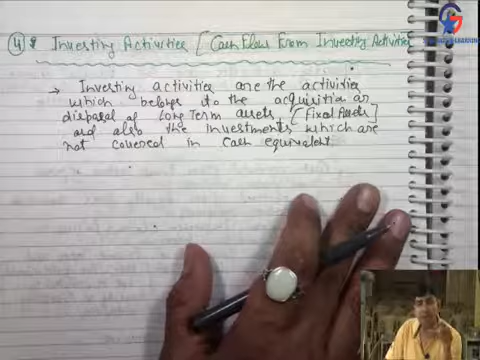 4 Investing Activities [Cash Flow From Investing Activities
→ Investing activities are the activities
which belongs to the acquisition or
disposal of Long Term assets [Fixed Assets]
and also the investments which are
not covered in cash equivalent